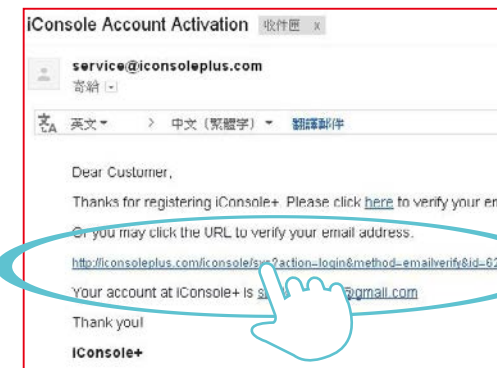 iConsole Account Activation 收件匣 x
service@iconsoleplus.com
寄給
文A 英文 > 中文 (繁體字) 翻譯郵件
Dear Customer,
Thanks for registering iConsole+. Please click here to verify your em
Or you may click the URL to verify your email address.
http://iconsoleplus.com/iconsole/sys?action=login&method=emailverify&id=62
Your account at iConsole+ is @gmail.com
Thank you!
iConsole+